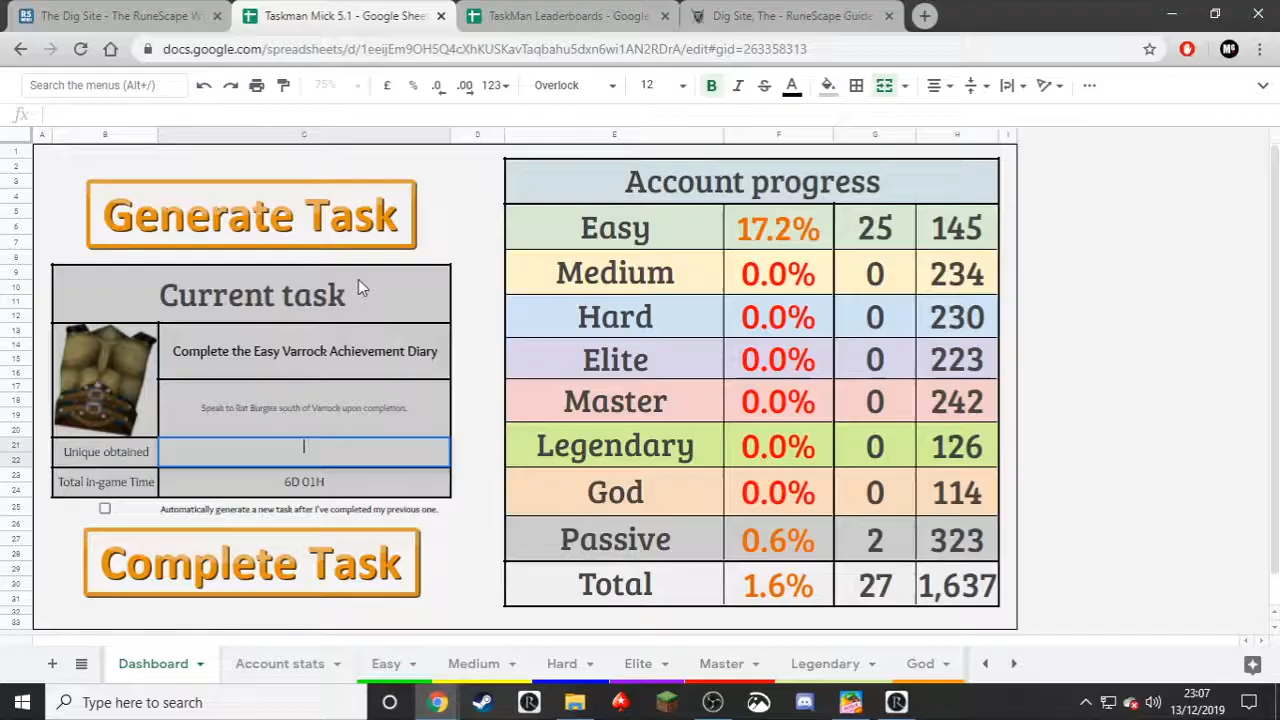 The Dig Site - The RuneScape W
Taskman Mick 5.1 - Google Shee
TaskMan Leaderboards - Google
Dig Site, The - RuneScape Guide
docs.google.com/spreadsheets/d/1eeijEm9OH5Q4cXhKUSKavTaqbahu5dxn6wi1AN2RDrA/edit#gid=263358313
Search the menus (Alt+/) 75% £ % .0 .00 123 Overlock 12 B I S A
fx
A B C D E F G H I
Generate Task
Current task
Complete the Easy Varrock Achievement Diary
Speak to Rat Burgiss south of Varrock upon completion.
Unique obtained
Total in-game Time 6D 01H
Automatically generate a new task after I've completed my previous one.
Complete Task
Account progress
Easy 17.2% 25 145
Medium 0.0% 0 234
Hard 0.0% 0 230
Elite 0.0% 0 223
Master 0.0% 0 242
Legendary 0.0% 0 126
God 0.0% 0 114
Passive 0.6% 2 323
Total 1.6% 27 1,637
Dashboard Account stats Easy Medium Hard Elite Master Legendary God
Type here to search
23:07
13/12/2019